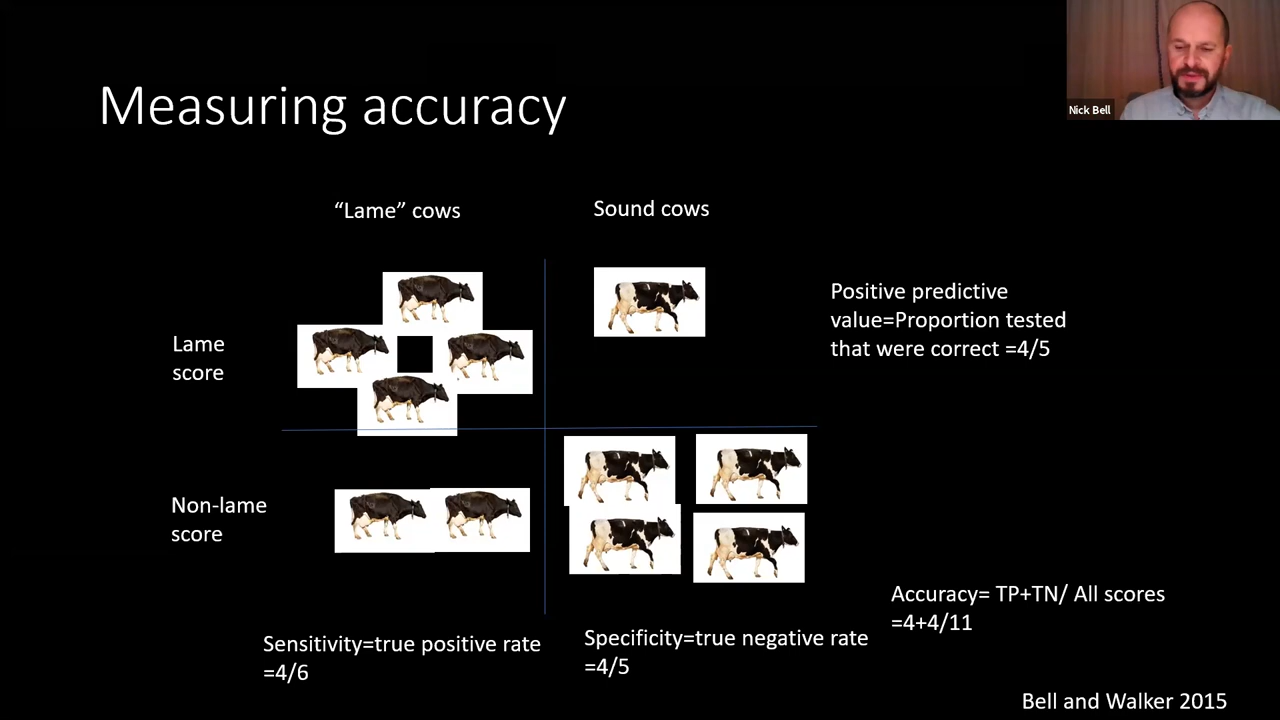 Measuring accuracy
Nick Bell
“Lame” cows
Sound cows
Lame
score
Positive predictive
value=Proportion tested
that were correct =4/5
Non-lame
score
Sensitivity=true positive rate
=4/6
Specificity=true negative rate
=4/5
Accuracy= TP+TN/ All scores
=4+4/11
Bell and Walker 2015